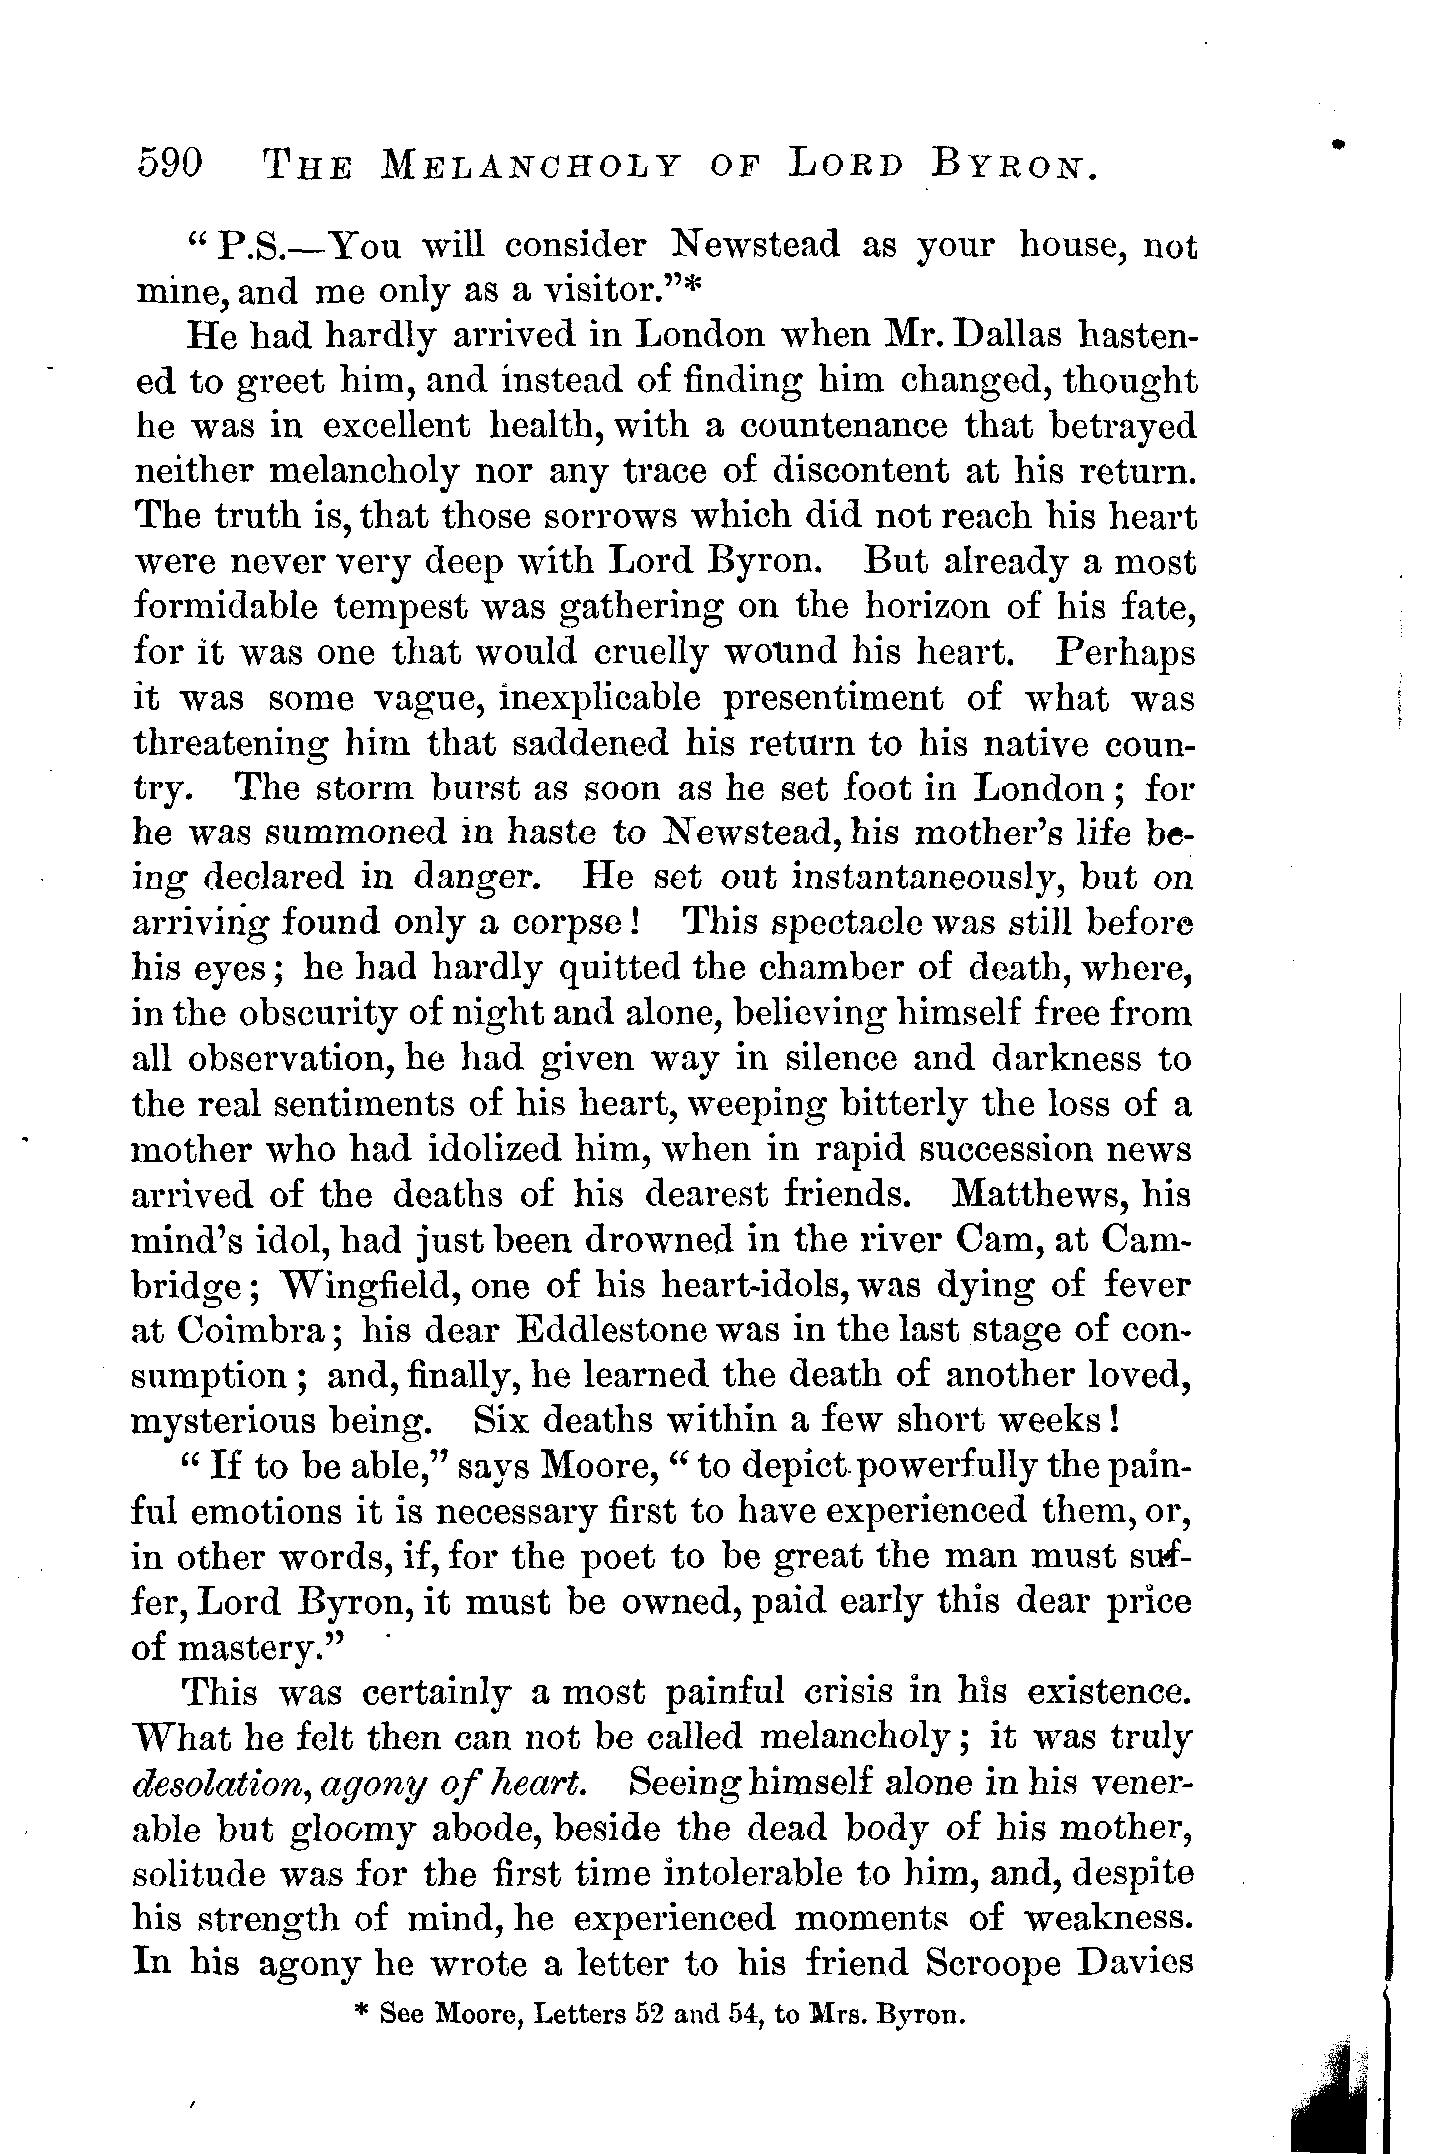 590 THE MELANCHOLY OF LORD BYRON.
“P.S.—You will consider Newstead as your house, not
mine, and me only as a visitor.”*
He had hardly arrived in London when Mr. Dallas hasten-
ed to greet him, and instead of finding him changed, thought
he was in excellent health, with a countenance that betrayed
neither melancholy nor any trace of discontent at his return.
The truth is, that those sorrows which did not reach his heart
were never very deep with Lord Byron. But already a most
formidable tempest was gathering on the horizon of his fate,
for it was one that would cruelly wound his heart. Perhaps
it was some vague, inexplicable presentiment of what was
threatening him that saddened his return to his native coun-
try. The storm burst as soon as he set foot in London; for
he was summoned in haste to Newstead, his mother’s life be-
ing declared in danger. He set out instantaneously, but on
arriving found only a corpse! This spectacle was still before
his eyes; he had hardly quitted the chamber of death, where,
in the obscurity of night and alone, believing himself free from
all observation, he had given way in silence and darkness to
the real sentiments of his heart, weeping bitterly the loss of a
mother who had idolized him, when in rapid succession news
arrived of the deaths of his dearest friends. Matthews, his
mind’s idol, had just been drowned in the river Cam, at Cam-
bridge; Wingfield, one of his heart-idols, was dying of fever
at Coimbra; his dear Eddlestone was in the last stage of con-
sumption; and, finally, he learned the death of another loved,
mysterious being. Six deaths within a few short weeks!
“If to be able,” says Moore, “to depict powerfully the pain-
ful emotions it is necessary first to have experienced them, or,
in other words, if, for the poet to be great the man must suf-
fer, Lord Byron, it must be owned, paid early this dear price
of mastery.”
This was certainly a most painful crisis in his existence.
What he felt then can not be called melancholy; it was truly
desolation, agony of heart. Seeing himself alone in his vener-
able but gloomy abode, beside the dead body of his mother,
solitude was for the first time intolerable to him, and, despite
his strength of mind, he experienced moments of weakness.
In his agony he wrote a letter to his friend Scroope Davies
* See Moore, Letters 52 and 54, to Mrs. Byron.